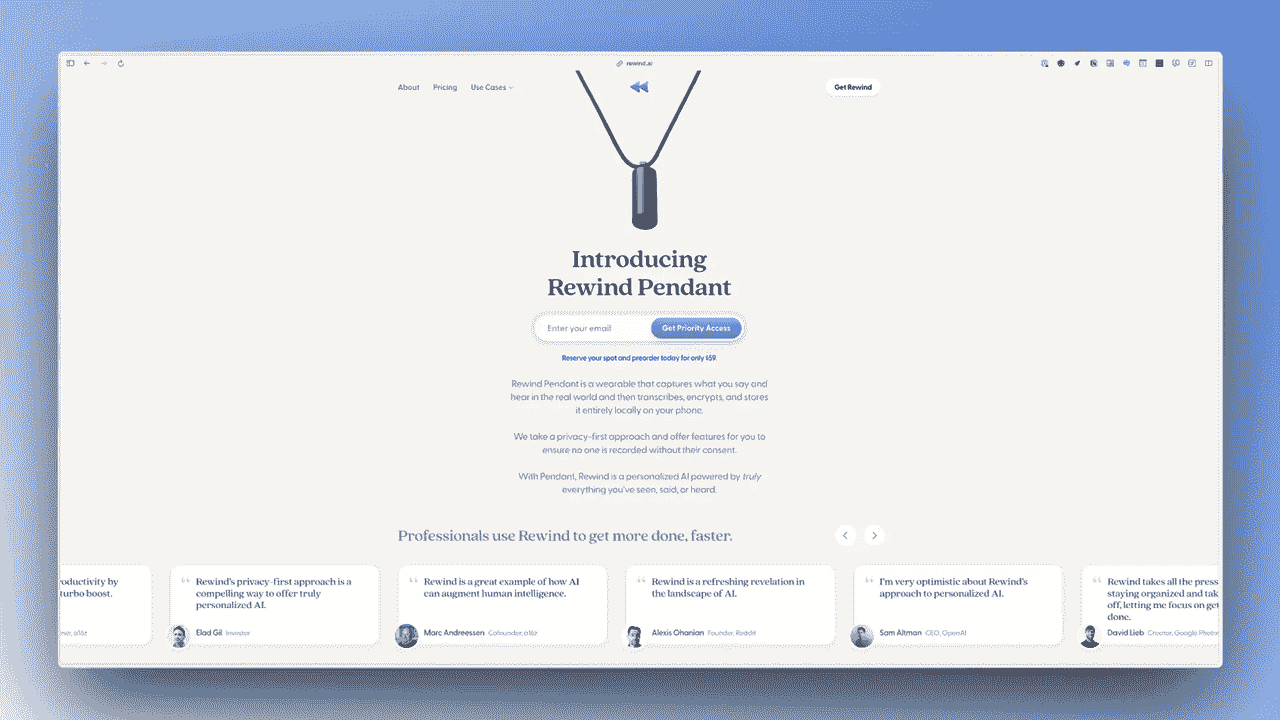 rewind.ai
About Pricing Use Cases
Get Rewind
Introducing
Rewind Pendant
Enter your email
Get Priority Access
Reserve your spot and preorder today for only $59.
Rewind Pendant is a wearable that captures what you say and
hear in the real world and then transcribes, encrypts, and stores
it entirely locally on your phone.
We take a privacy-first approach and offer features for you to
ensure no one is recorded without their consent.
With Pendant, Rewind is a personalized AI powered by truly
everything you've seen, said, or heard.
Professionals use Rewind to get more done, faster.
roductivity by
turbo boost.
ner, a16z
Rewind's privacy-first approach is a
compelling way to offer truly
personalized AI.
Elad Gil Investor
Rewind is a great example of how AI
can augment human intelligence.
Marc Andreessen Cofounder, a16z
Rewind is a refreshing revelation in
the landscape of AI.
Alexis Ohanian Founder, Reddit
I'm very optimistic about Rewind's
approach to personalized AI.
Sam Altman CEO, OpenAI
Rewind takes all the press
staying organized and tak
off, letting me focus on get
done.
David Lieb Creator, Google Photos